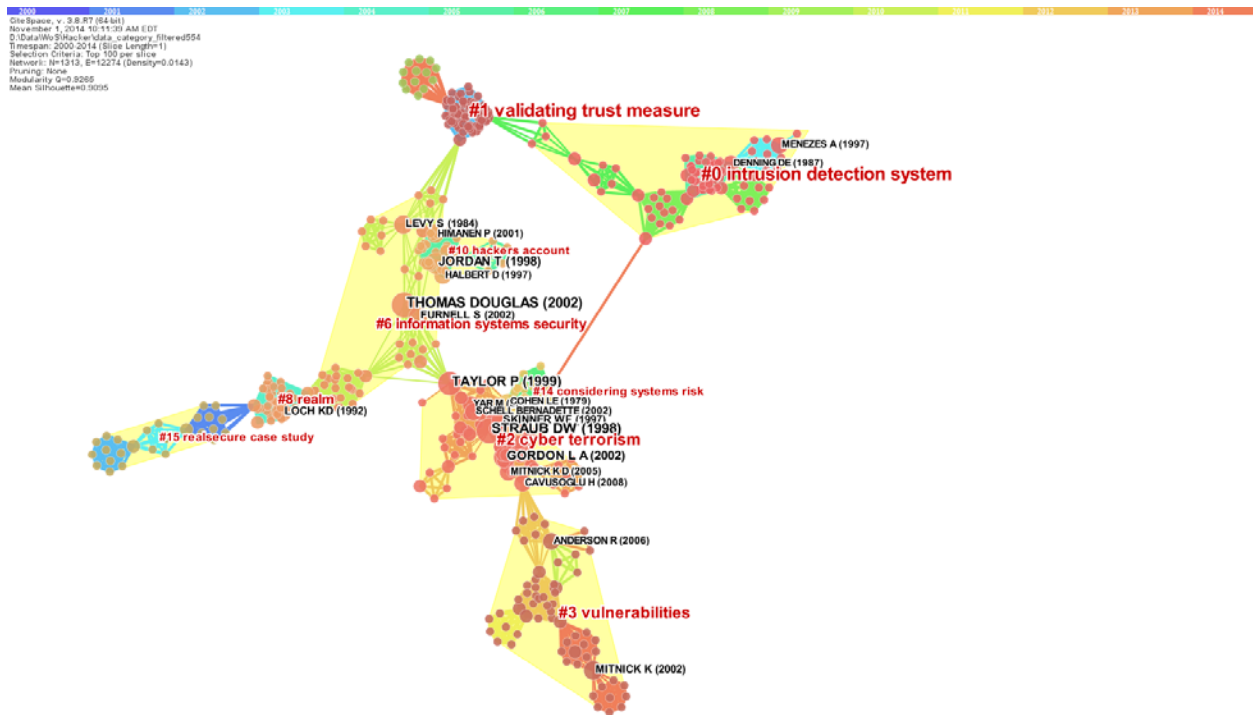 2000 2001 2002 2003 2004 2005 2006 2007 2008 2009 2010 2011 2012 2013 2014
CiteSpace, v. 3.8.R7 (64-bit)
November 1, 2014 10:11:39 AM EDT
D:\Data\WoS\Hacker\data_category_filtered554
Timespan: 2000-2014 (Slice Length=1)
Selection Criteria: Top 100 per slice
Network: N=1313, E=12274 (Density=0.0143)
Pruning: None
Modularity Q=0.9265
Mean Silhouette=0.9095
#1 validating trust measure
MENEZES A (1997)
DENNING DE (1987)
#0 intrusion detection system
LEVY S (1984)
HIMANEN P (2001)
#10 hackers account
JORDAN T (1998)
HALBERT D (1997)
THOMAS DOUGLAS (2002)
FURNELL S (2002)
#6 information systems security
TAYLOR P (1999)
#14 considering systems risk
#8 realm
YAR M
COHEN LE (1979)
LOCH KD (1992)
SCHELL BERNADETTE (2002)
SKINNER WF (1997)
STRAUB DW (1998)
#15 realsecure case study
#2 cyber terrorism
GORDON L A (2002)
MITNICK K D (2005)
CAVUSOGLU H (2008)
ANDERSON R (2006)
#3 vulnerabilities
MITNICK K (2002)